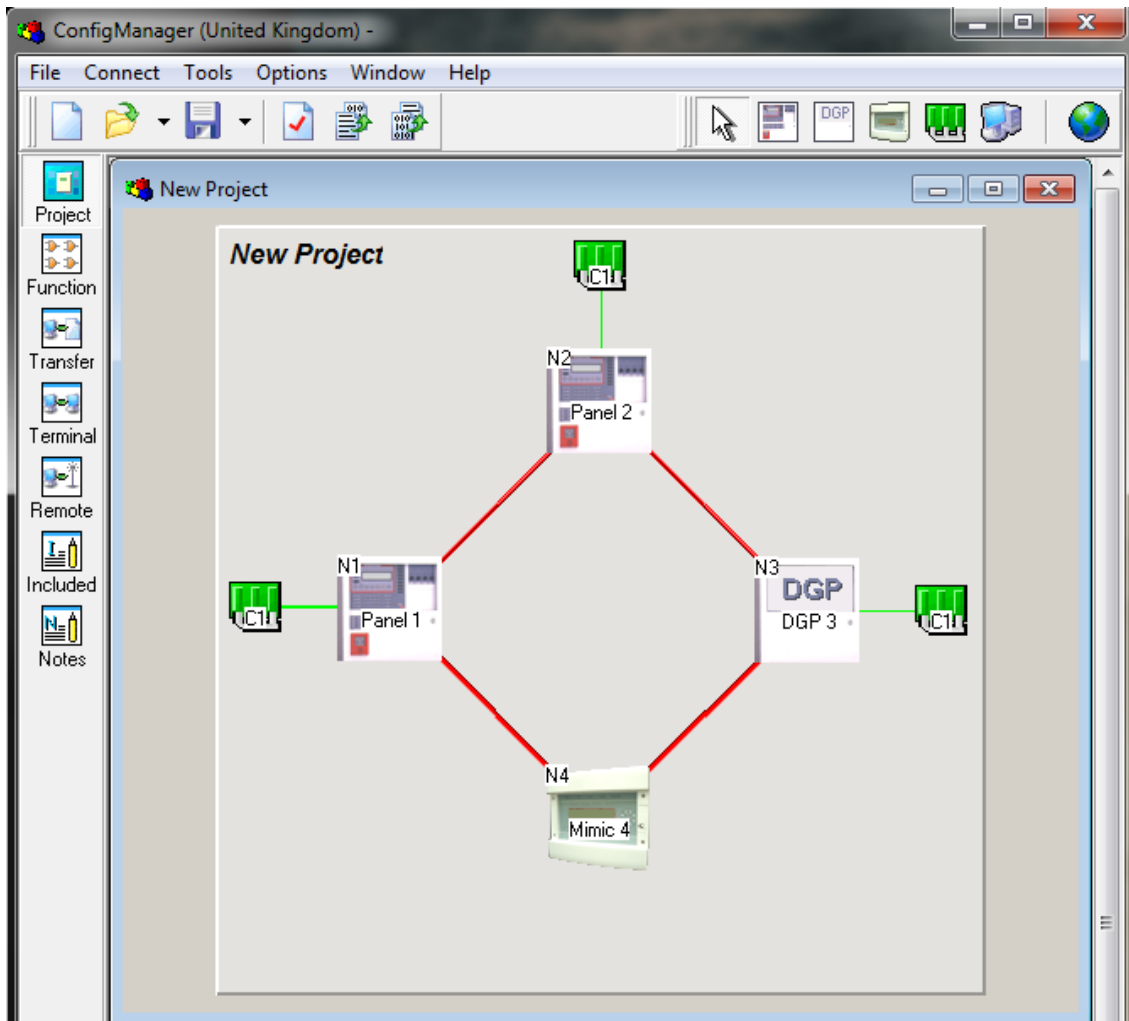 ConfigManager (United Kingdom) -
File Connect Tools Options Window Help
DGP
Project
Function
Transfer
Terminal
Remote
Included
Notes
New Project
New Project
C1
N2
Panel 2
N1
Panel 1
C1
N3
DGP
DGP 3
C1
N4
Mimic 4